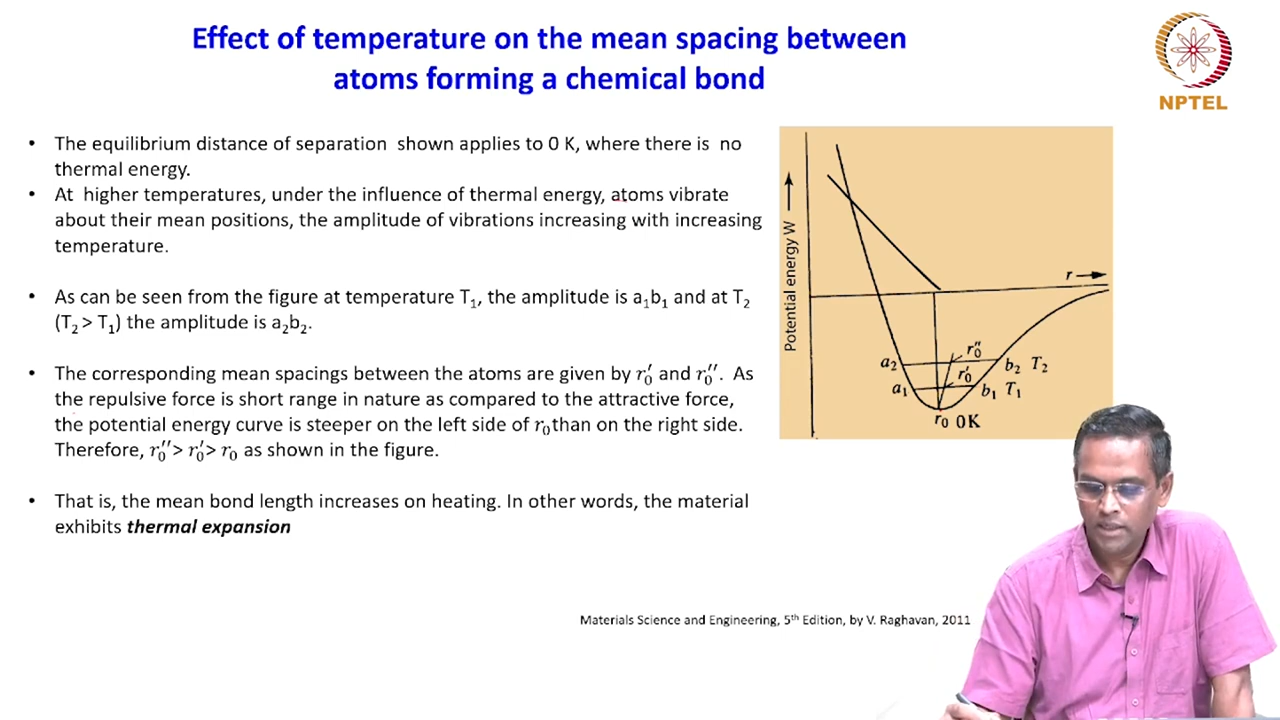 Effect of temperature on the mean spacing between
atoms forming a chemical bond
NPTEL
• The equilibrium distance of separation shown applies to 0 K, where there is no
thermal energy.
• At higher temperatures, under the influence of thermal energy, atoms vibrate
about their mean positions, the amplitude of vibrations increasing with increasing
temperature.
• As can be seen from the figure at temperature T₁, the amplitude is a₁b₁ and at T₂
(T₂ > T₁) the amplitude is a₂b₂.
• The corresponding mean spacings between the atoms are given by r₀′ and r₀′′. As
the repulsive force is short range in nature as compared to the attractive force,
the potential energy curve is steeper on the left side of r₀ than on the right side.
Therefore, r₀′′> r₀′> r₀ as shown in the figure.
• That is, the mean bond length increases on heating. In other words, the material
exhibits thermal expansion
Potential energy W
r
r₀′′
a₂
b₂ T₂
r₀′
a₁
b₁ T₁
r₀ 0K
Materials Science and Engineering, 5th Edition, by V. Raghavan, 2011